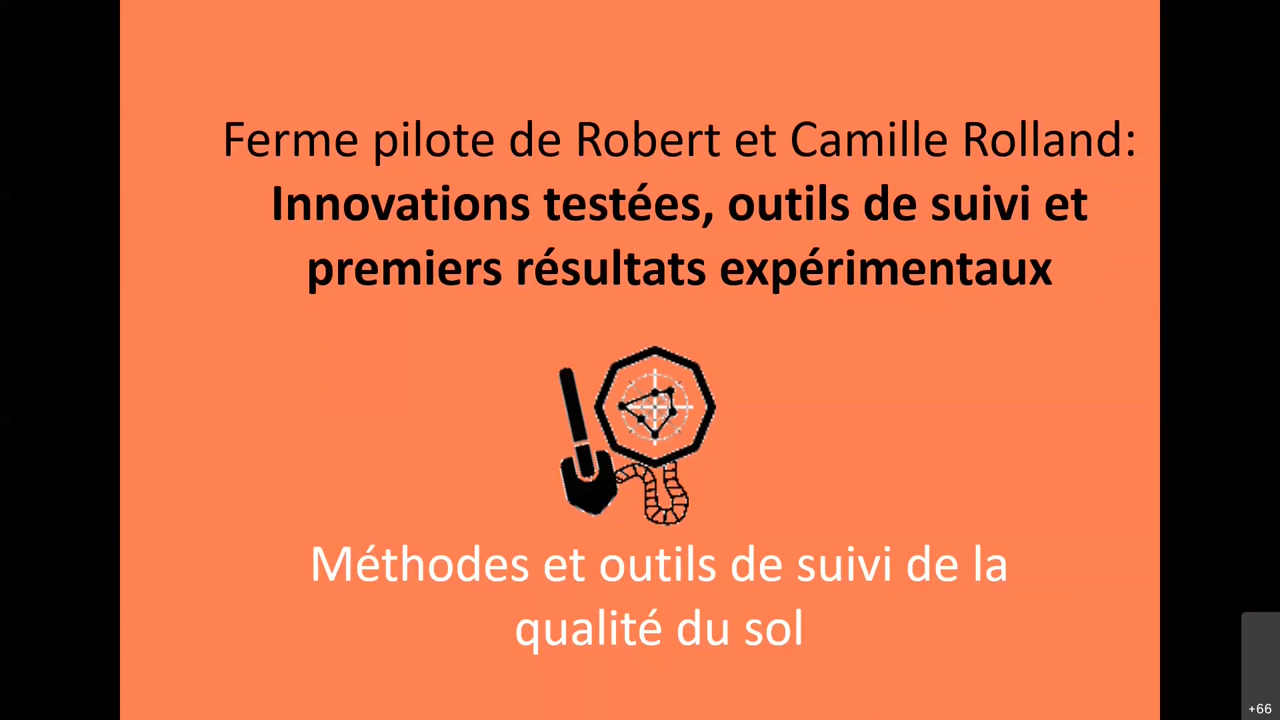 Ferme pilote de Robert et Camille Rolland:
Innovations testées, outils de suivi et
premiers résultats expérimentaux
Méthodes et outils de suivi de la
qualité du sol
+66